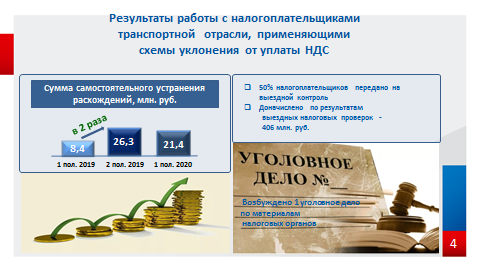 Результаты работы с налогоплательщиками
транспортной отрасли, применяющими
схемы уклонения от уплаты НДС
Сумма самостоятельного устранения
расхождений, млн. руб.
в 2 раза
8,4
26,3
21,4
1 пол. 2019
2 пол. 2019
1 пол. 2020
50% налогоплательщиков передано на
выездной контроль
Доначислено по результатам
выездных налоговых проверок -
406 млн. руб.
УГОЛОВНОЕ
ДЕЛО №
Возбуждено 1 уголовное дело
по материалам
налоговых органов
4